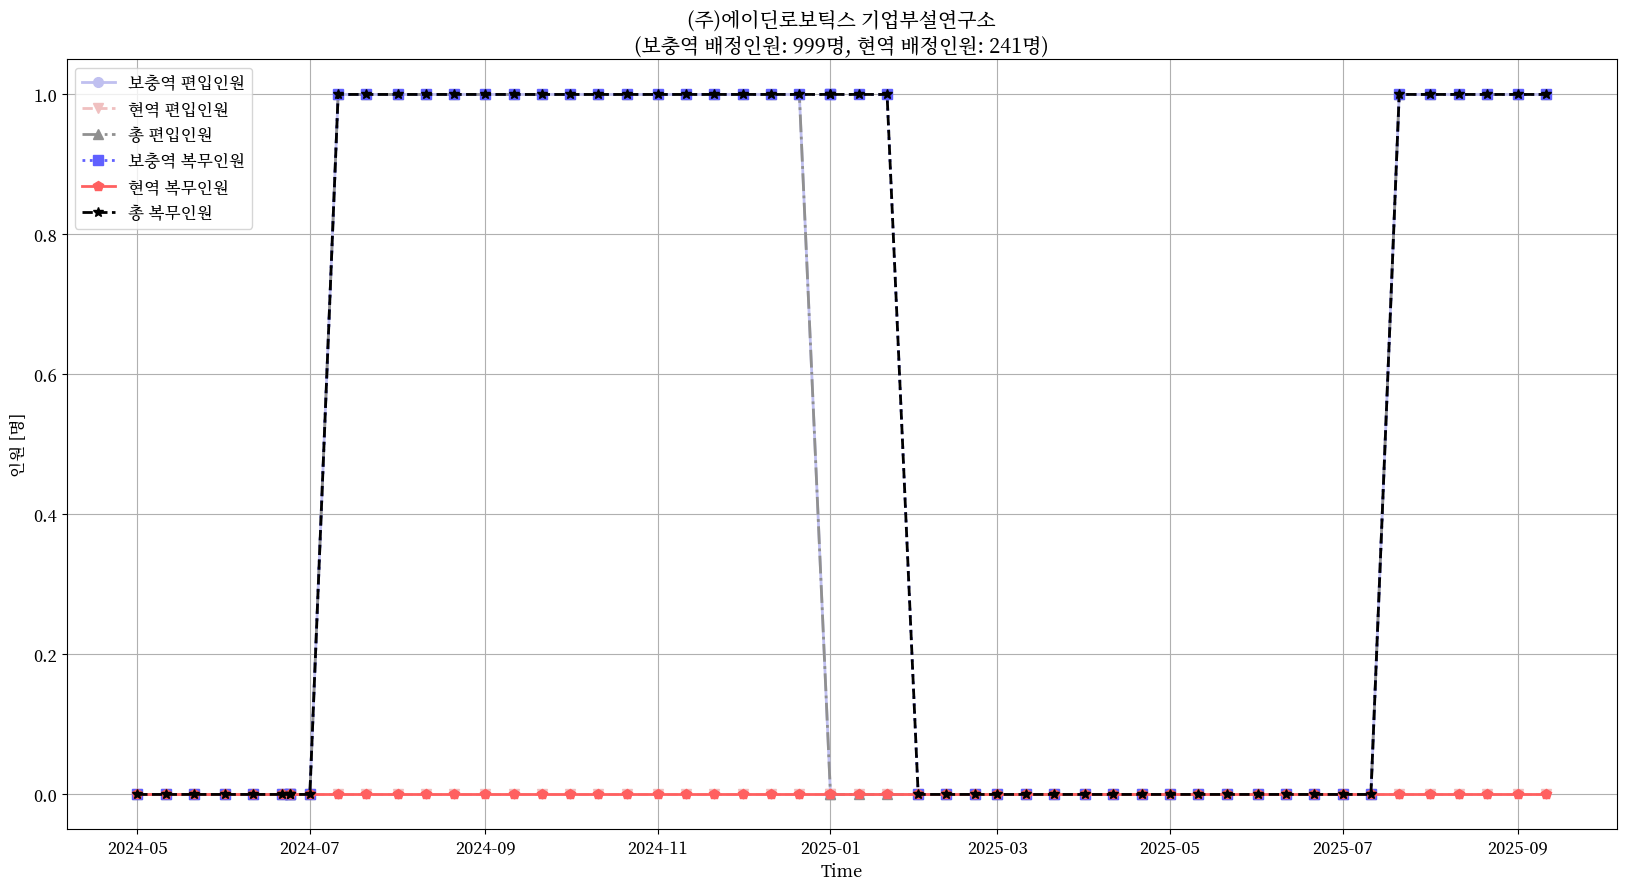 (주)에이딘로보틱스 기업부설연구소
(보충역 배정인원: 999명, 현역 배정인원: 241명)
보충역 편입인원
현역 편입인원
총 편입인원
보충역 복무인원
현역 복무인원
총 복무인원
1.0
0.8
0.6
0.4
0.2
0.0
인원 [명]
2024-05
2024-07
2024-09
2024-11
2025-01
2025-03
2025-05
2025-07
2025-09
Time